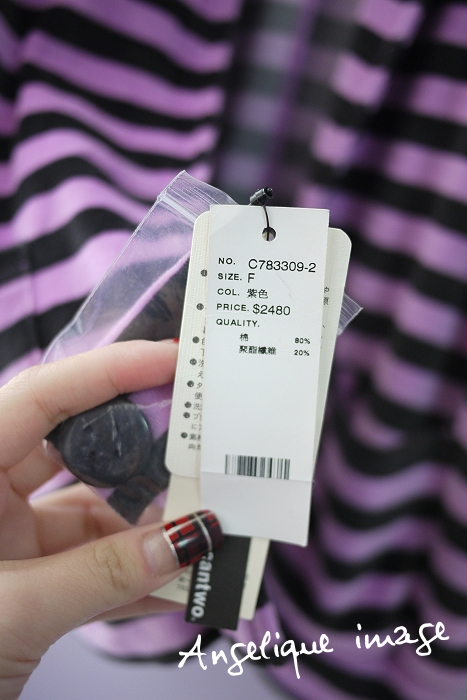 NO. C783309-2
SIZE. F
COL. 紫色
PRICE. $2480
QUALITY.
棉 80%
聚酯纖維 20%
antwo.
Angelique image